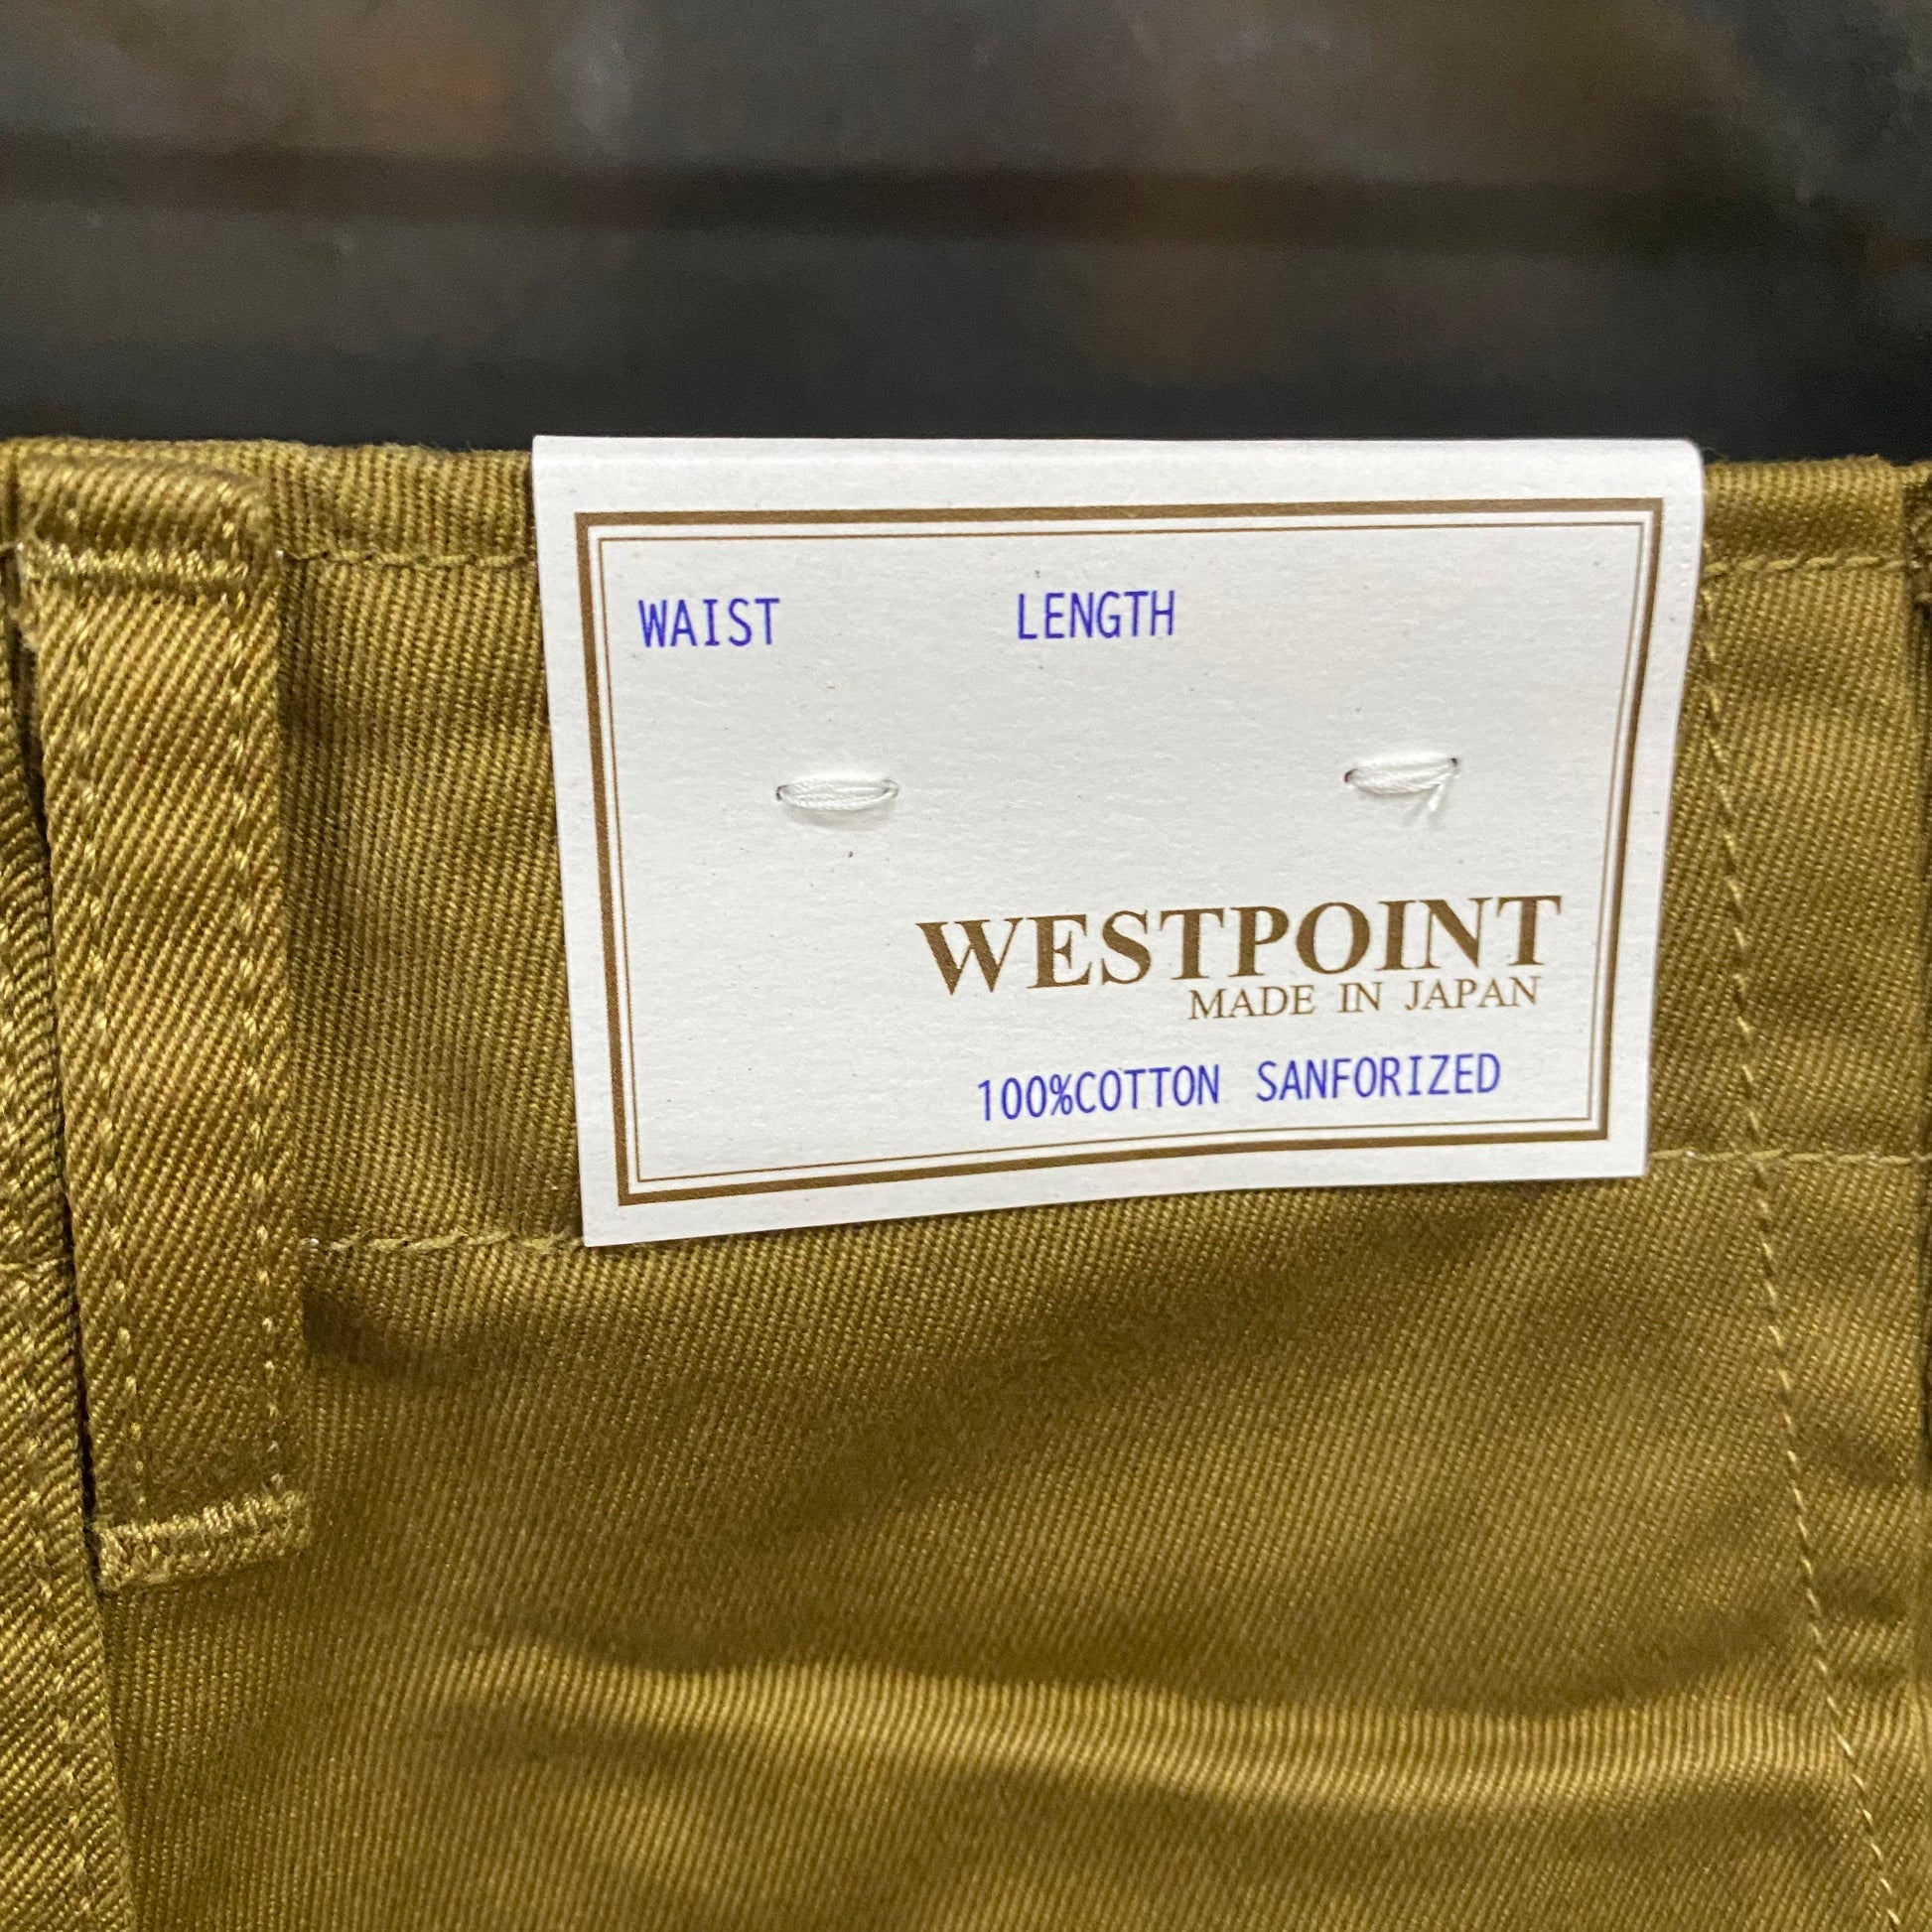 WAIST LENGTH
WESTPOINT
MADE IN JAPAN
100%COTTON SANFORIZED